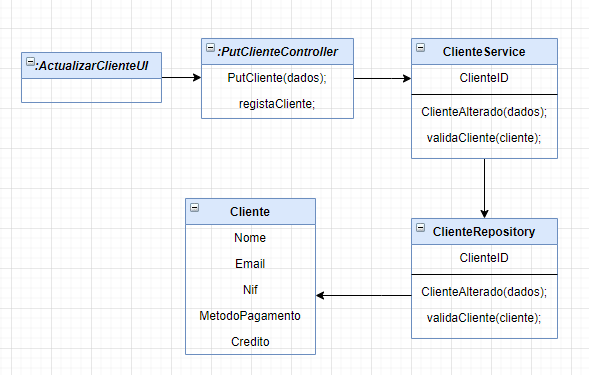 :ActualizarClienteUI
:PutClienteController
PutCliente(dados);
registaCliente;
ClienteService
ClienteID
ClienteAlterado(dados);
validaCliente(cliente);
Cliente
Nome
Email
Nif
MetodoPagamento
Credito
ClienteRepository
ClienteID
ClienteAlterado(dados);
validaCliente(cliente);